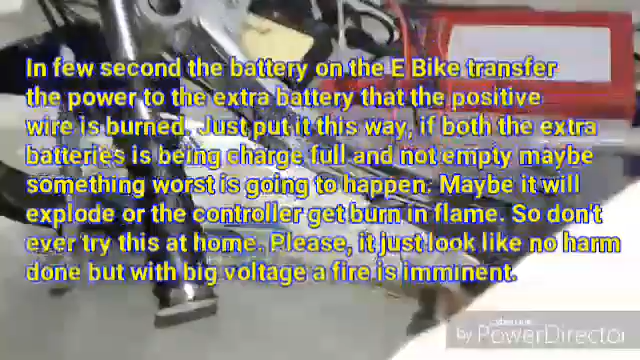 In few second the battery on the E Bike transfer
the power to the extra battery that the positive
wire is burned. Just put it this way, if both the extra
batteries is being charge full and not empty maybe
something worst is going to happen. Maybe it will
explode or the controller get burn in flame. So don't
ever try this at home. Please, it just look like no harm
done but with big voltage a fire is imminent.
by PowerDirector